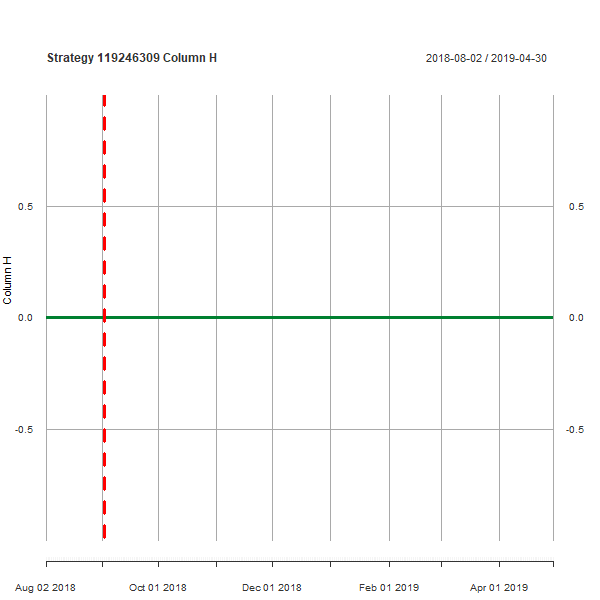 Strategy 119246309 Column H
2018-08-02 / 2019-04-30
0.5
0.5
Column H
0.0
0.0
-0.5
-0.5
Aug 02 2018
Oct 01 2018
Dec 01 2018
Feb 01 2019
Apr 01 2019